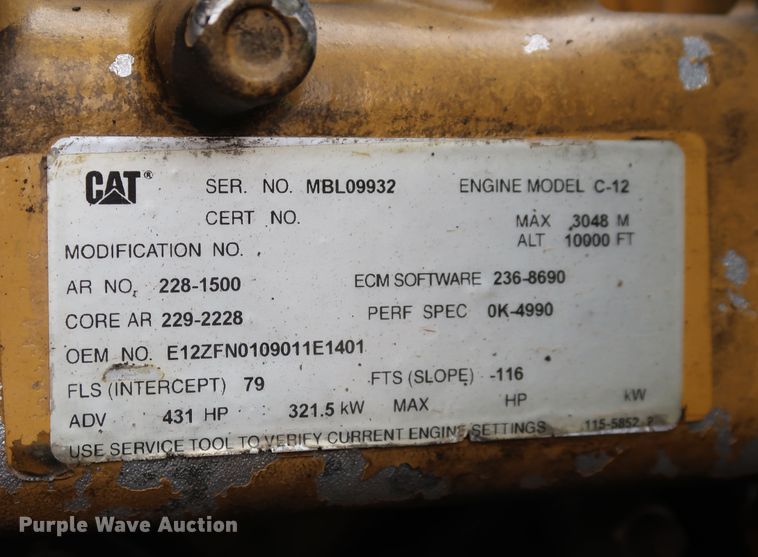 CAT® SER. NO. MBL09932 ENGINE MODEL C-12
CERT NO. MAX 3048 M
MODIFICATION NO. ALT 10000 FT
AR NO. 228-1500 ECM SOFTWARE 236-8690
CORE AR 229-2228 PERF SPEC 0K-4990
OEM NO. E12ZFN0109011E1401
FLS (INTERCEPT) 79 FTS (SLOPE) -116
ADV 431 HP 321.5 kW MAX HP kW
USE SERVICE TOOL TO VERIFY CURRENT ENGINE SETTINGS 115-5852 2
Purple Wave Auction